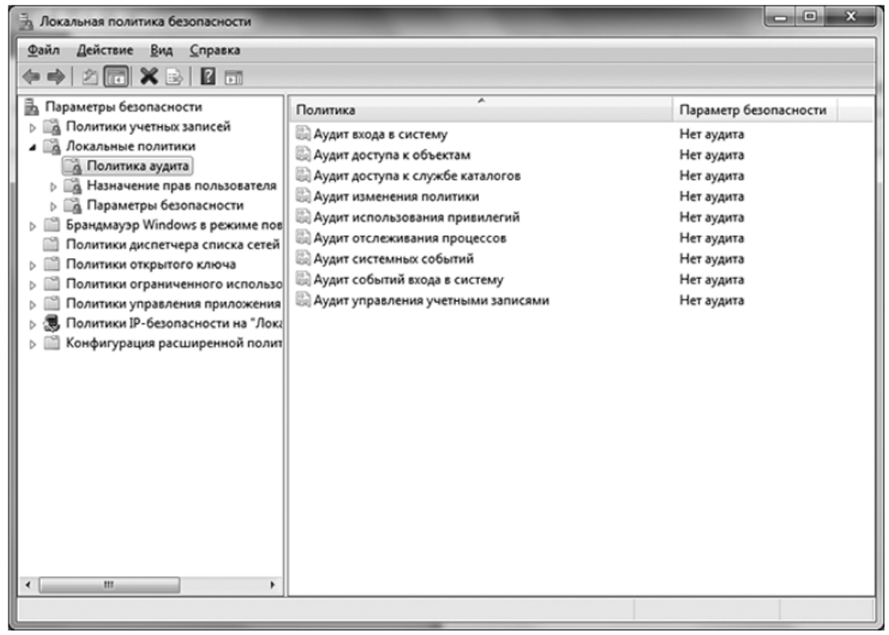 Локальная политика безопасности
Файл Действие Вид Справка
Параметры безопасности
Политики учетных записей
Локальные политики
Политика аудита
Назначение прав пользователя
Параметры безопасности
Брандмауэр Windows в режиме пов
Политики диспетчера списка сетей
Политики открытого ключа
Политики ограниченного использо
Политики управления приложения
Политики IP-безопасности на "Лока
Конфигурация расширенной полит
Политика Параметр безопасности
Аудит входа в систему Нет аудита
Аудит доступа к объектам Нет аудита
Аудит доступа к службе каталогов Нет аудита
Аудит изменения политики Нет аудита
Аудит использования привилегий Нет аудита
Аудит отслеживания процессов Нет аудита
Аудит системных событий Нет аудита
Аудит событий входа в систему Нет аудита
Аудит управления учетными записями Нет аудита